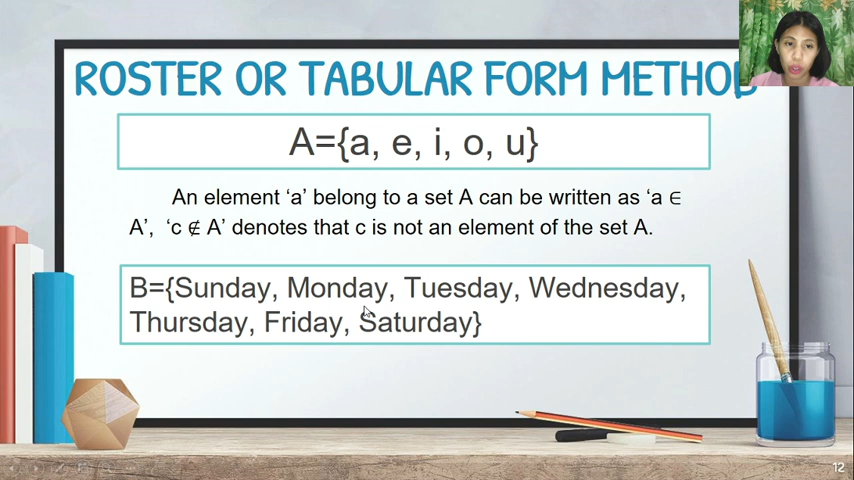 ROSTER OR TABULAR FORM METHOD
A={a, e, i, o, u}
An element ‘a’ belong to a set A can be written as ‘a ∈
A’, ‘c ∉ A’ denotes that c is not an element of the set A.
B={Sunday, Monday, Tuesday, Wednesday,
Thursday, Friday, Saturday}
12